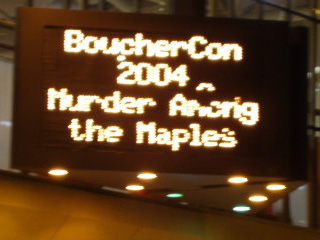 BoucherCon
2004
Murder Among
the Maples